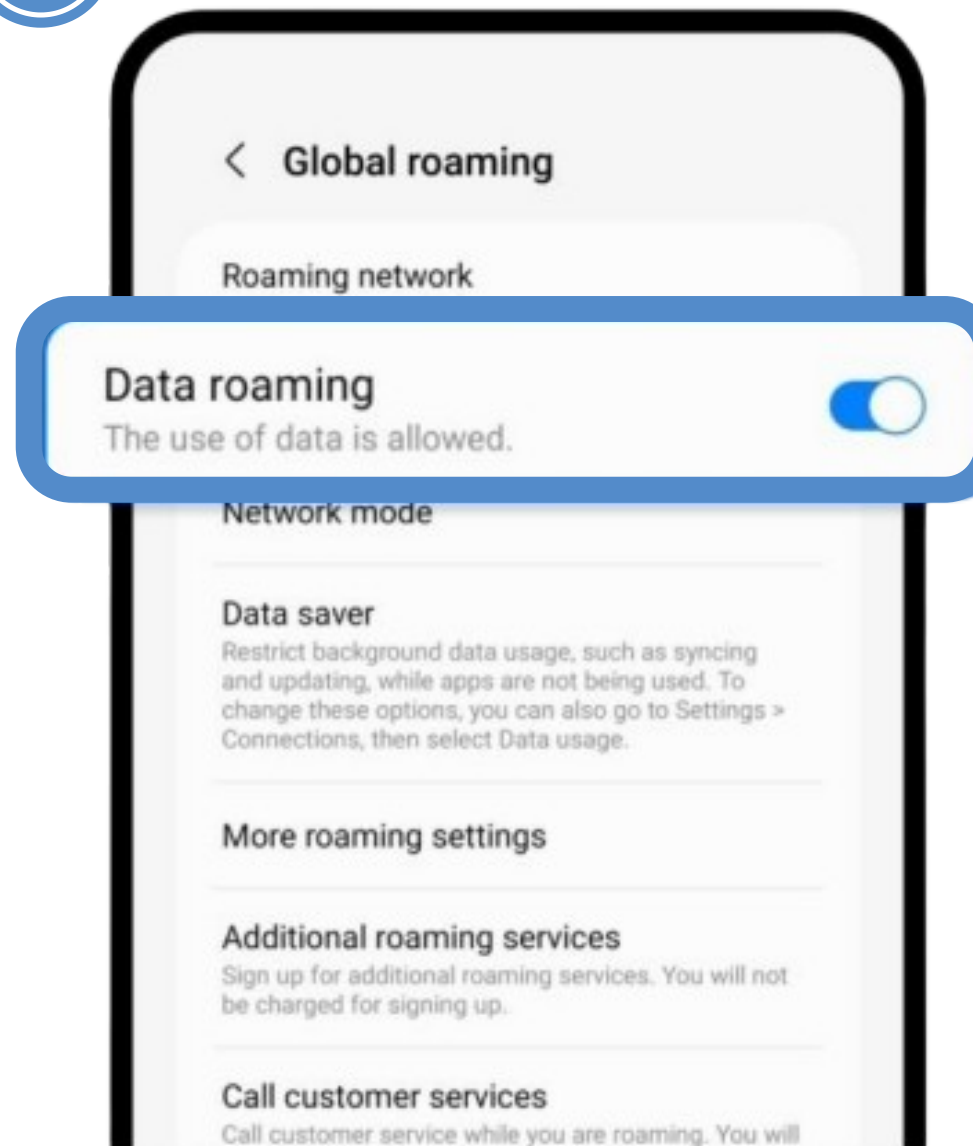 Global roaming
Roaming network
Data roaming
The use of data is allowed.
Network mode
Data saver
Restrict background data usage, such as syncing
and updating, while apps are not being used. To
change these options, you can also go to Settings >
Connections, then select Data usage.
More roaming settings
Additional roaming services
Sign up for additional roaming services. You will not
be charged for signing up.
Call customer services
Call customer service while you are roaming. You will